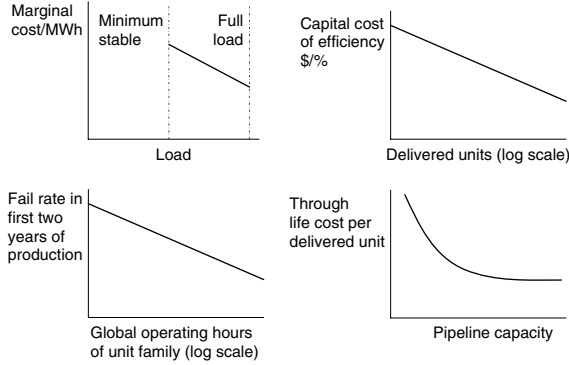 Marginal
cost/MWh
Minimum
stable
Full
load
Load
Capital cost
of efficiency
$/%
Delivered units (log scale)
Fail rate in
first two
years of
production
Global operating hours
of unit family (log scale)
Through
life cost per
delivered unit
Pipeline capacity